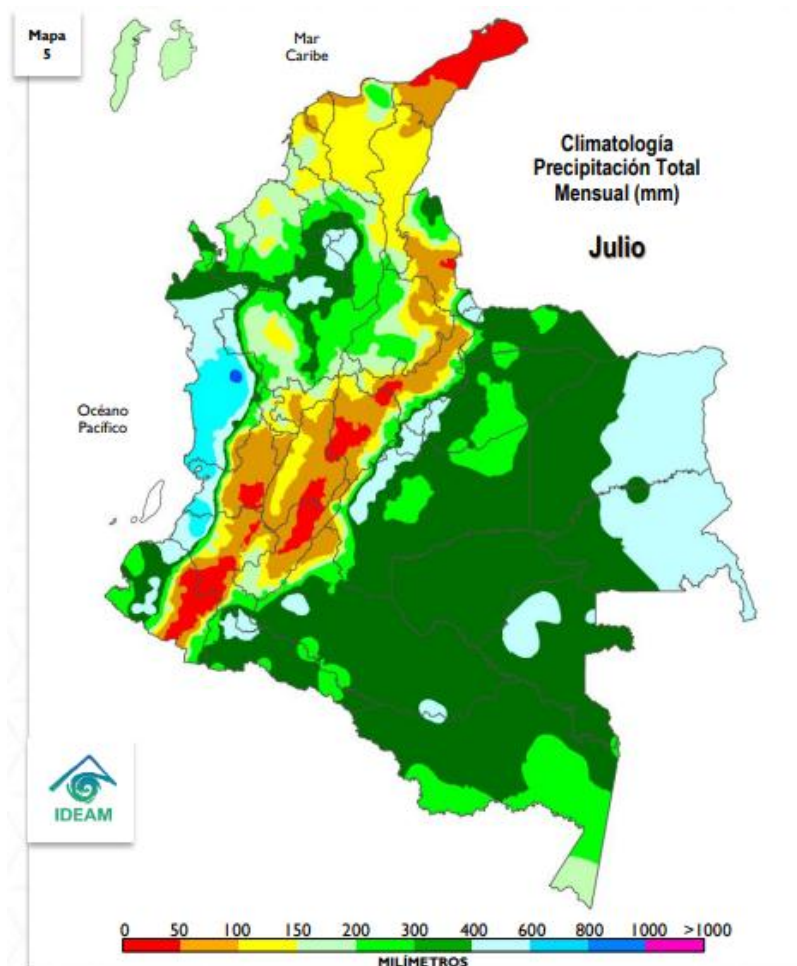 Mapa
5
Mar
Caribe
Climatología
Precipitación Total
Mensual (mm)
Julio
Océano
Pacífico
IDEAM
0 50 100 150 200 300 400 600 800 1000 >1000
MILÍMETROS